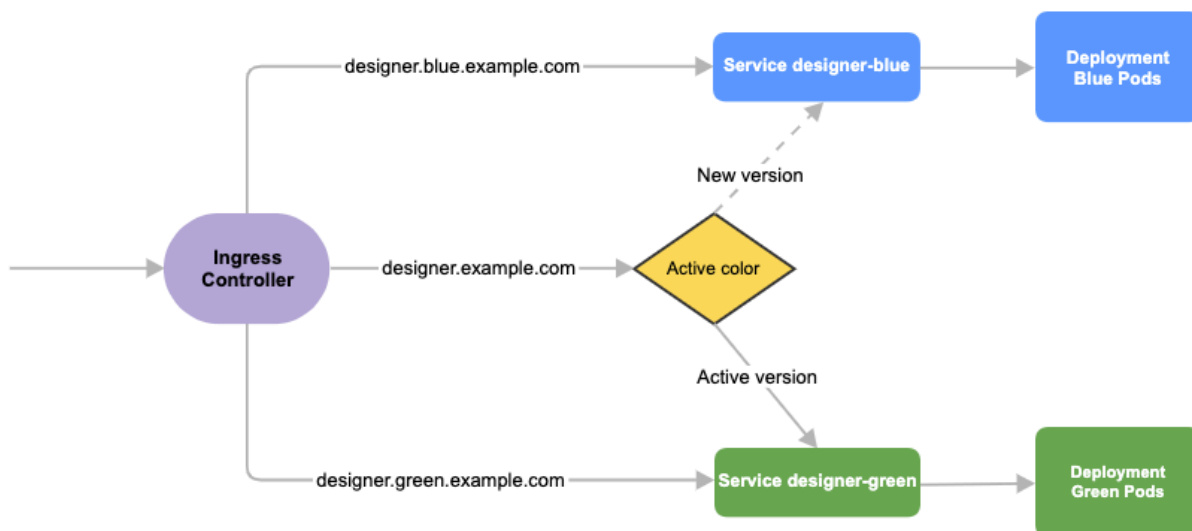 designer.blue.example.com
Service designer-blue
Deployment
Blue Pods
New version
Ingress
Controller
designer.example.com
Active color
Active version
designer.green.example.com
Service designer-green
Deployment
Green Pods